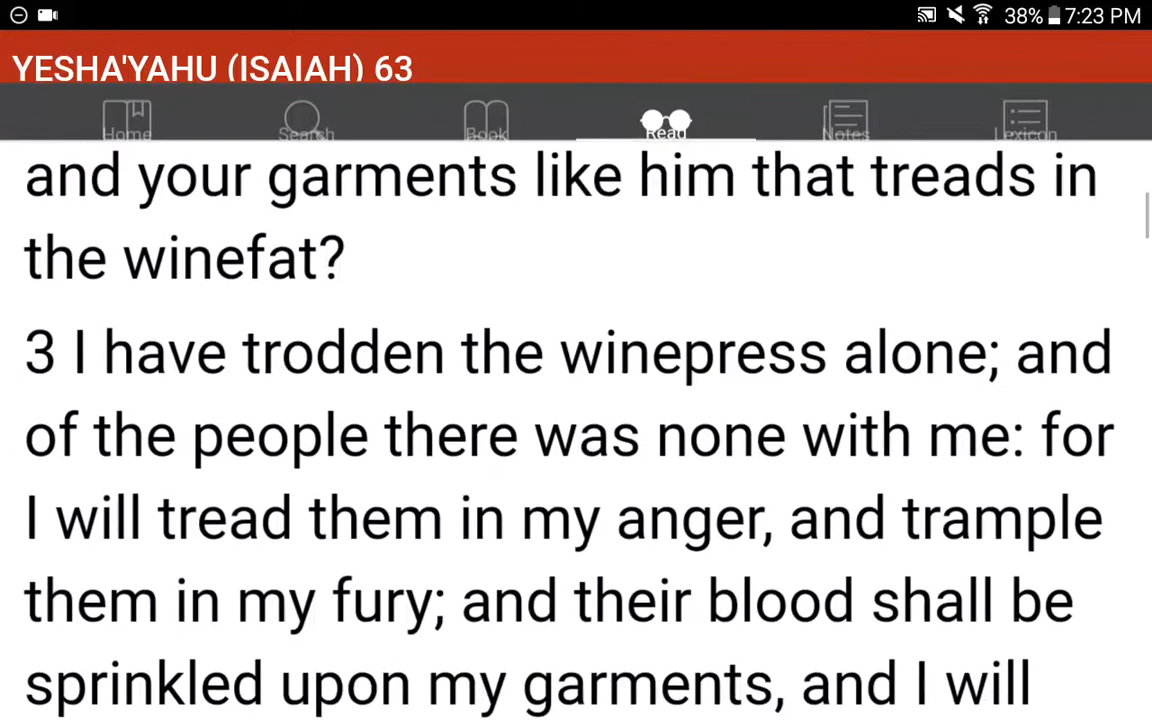 38% 7:23 PM
YESHA'YAHU (ISAIAH) 63
Home Search Book Read Notes Lexicon
and your garments like him that treads in
the winefat?
3 I have trodden the winepress alone; and
of the people there was none with me: for
I will tread them in my anger, and trample
them in my fury; and their blood shall be
sprinkled upon my garments, and I will